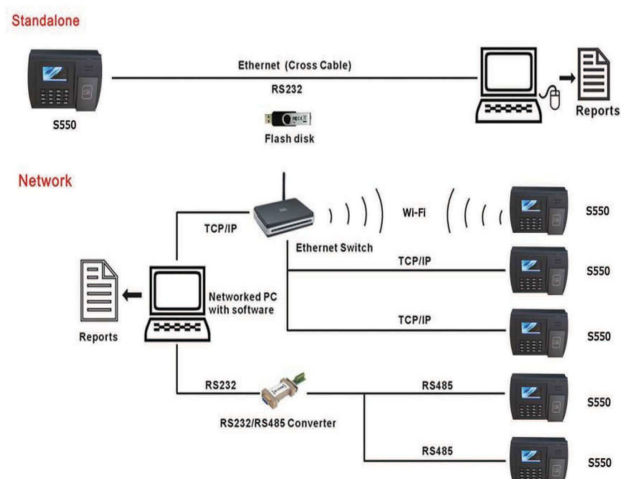 Standalone
Ethernet (Cross Cable)
RS232
S550
Flash disk
Reports
Network
TCP/IP
Wi-Fi
S550
Ethernet Switch
TCP/IP
S550
Networked PC
with software
Reports
TCP/IP
S550
RS232
RS485
S550
RS232/RS485 Converter
RS485
S550